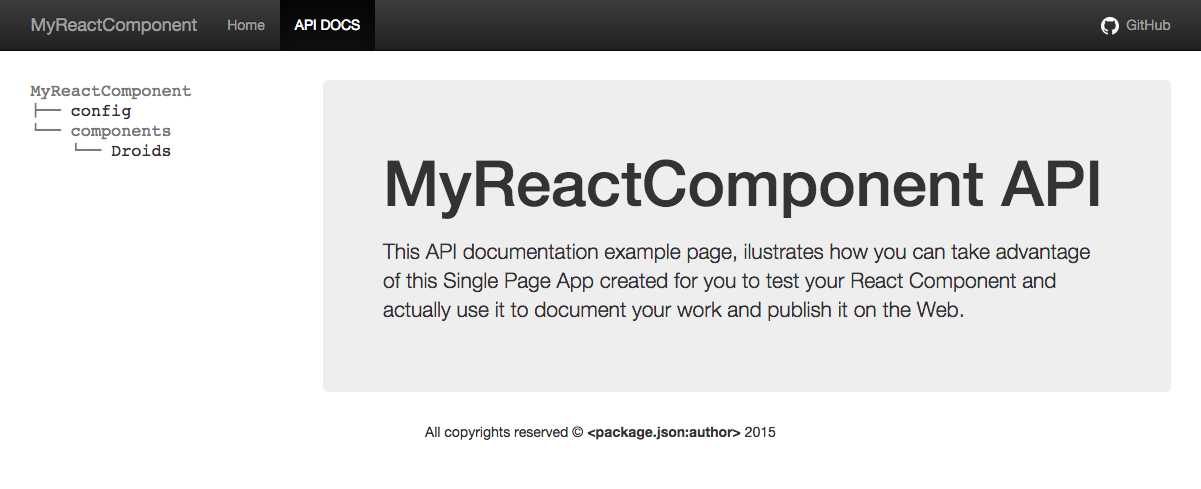 MyReactComponent Home API DOCS GitHub
MyReactComponent
├── config
└── components
    └── Droids
MyReactComponent API
This API documentation example page, ilustrates how you can take advantage
of this Single Page App created for you to test your React Component and
actually use it to document your work and publish it on the Web.
All copyrights reserved © <package.json:author> 2015